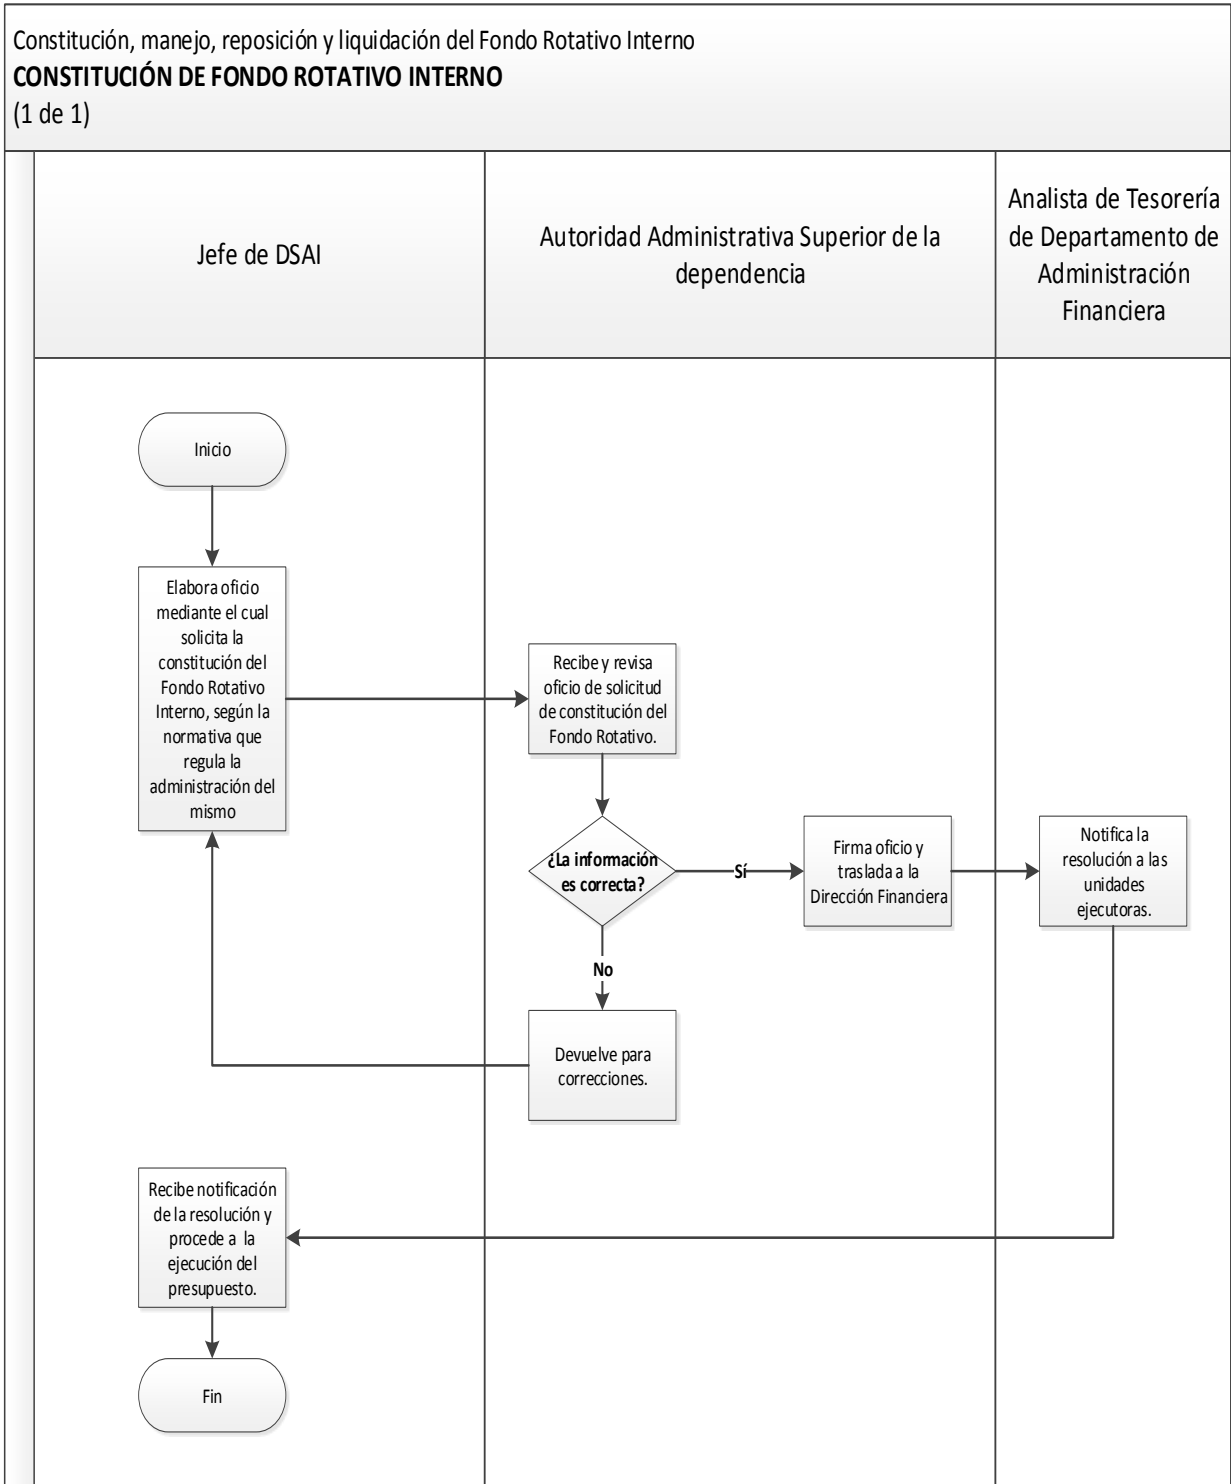 Constitución, manejo, reposición y liquidación del Fondo Rotativo Interno
CONSTITUCIÓN DE FONDO ROTATIVO INTERNO
(1 de 1)
Jefe de DSAI
Autoridad Administrativa Superior de la
dependencia
Analista de Tesorería
de Departamento de
Administración
Financiera
Inicio
Elabora oficio
mediante el cual
solicita la
constitución del
Fondo Rotativo
Interno, según la
normativa que
regula la
administración del
mismo
Recibe y revisa
oficio de solicitud
de constitución del
Fondo Rotativo.
¿La información
es correcta?
Sí
Firma oficio y
traslada a la
Dirección Financiera
Notifica la
resolución a las
unidades
ejecutoras.
No
Devuelve para
correcciones.
Recibe notificación
de la resolución y
procede a la
ejecución del
presupuesto.
Fin